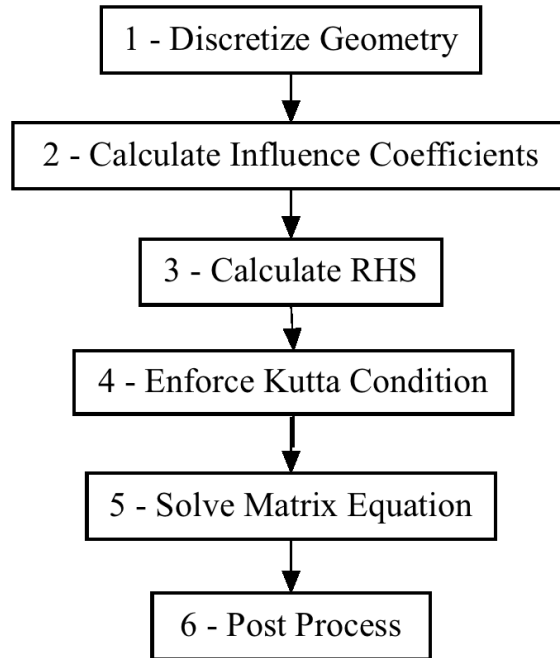 1 - Discretize Geometry
2 - Calculate Influence Coefficients
3 - Calculate RHS
4 - Enforce Kutta Condition
5 - Solve Matrix Equation
6 - Post Process